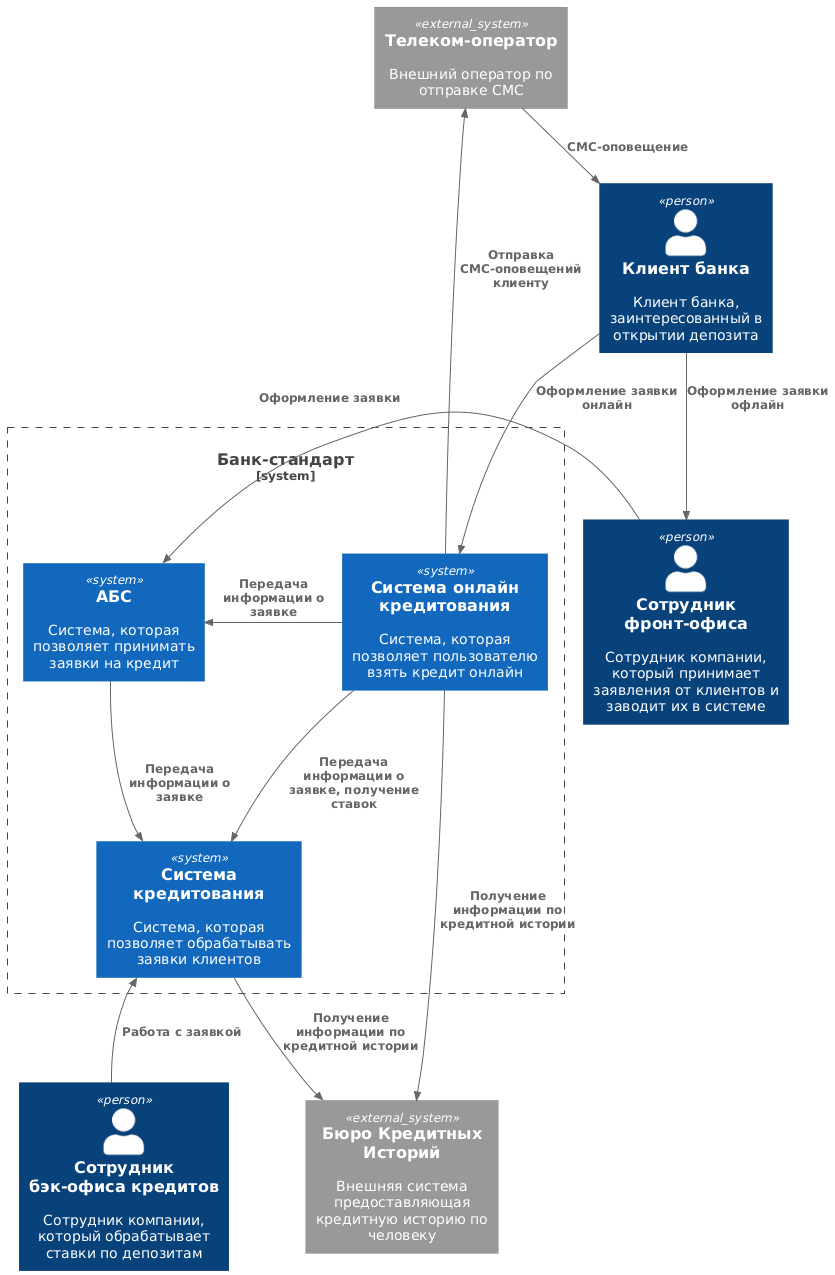 «external_system»
Телеком-оператор
Внешний оператор по
отправке СМС
СМС-оповещение
«person»
Клиент банка
Клиент банка,
заинтересованный в
открытии депозита
Отправка
СМС-оповещений
клиенту
Оформление заявки
Оформление заявки
онлайн
Оформление заявки
офлайн
Банк-стандарт
[system]
«system»
АБС
Система, которая
позволяет принимать
заявки на кредит
Передача
информации о
заявке
«system»
Система онлайн
кредитования
Система, которая
позволяет пользователю
взять кредит онлайн
«person»
Сотрудник
фронт-офиса
Сотрудник компании,
который принимает
заявления от клиентов и
заводит их в системе
Передача
информации о
заявке
Передача
информации о
заявке, получение
ставок
«system»
Система
кредитования
Система, которая
позволяет обрабатывать
заявки клиентов
Получение
информации по
кредитной истории
Работа с заявкой
Получение
информации по
кредитной истории
«person»
Сотрудник
бэк-офиса кредитов
Сотрудник компании,
который обрабатывает
ставки по депозитам
«external_system»
Бюро Кредитных
Историй
Внешняя система
предоставляющая
кредитную историю по
человеку